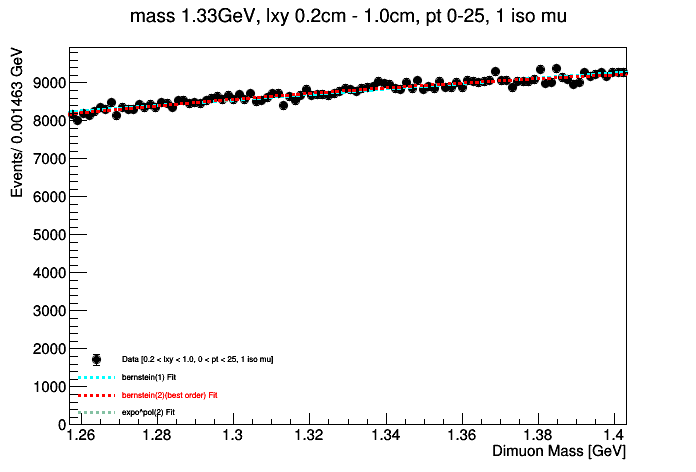 mass 1.33GeV, lxy 0.2cm - 1.0cm, pt 0-25, 1 iso mu
Events/ 0.001463 GeV
9000
8000
7000
6000
5000
4000
3000
2000
1000
0
Data [0.2 < lxy < 1.0, 0 < pt < 25, 1 iso mu]
bernstein(1) Fit
bernstein(2)(best order) Fit
expo^pol(2) Fit
1.26 1.28 1.3 1.32 1.34 1.36 1.38 1.4
Dimuon Mass [GeV]